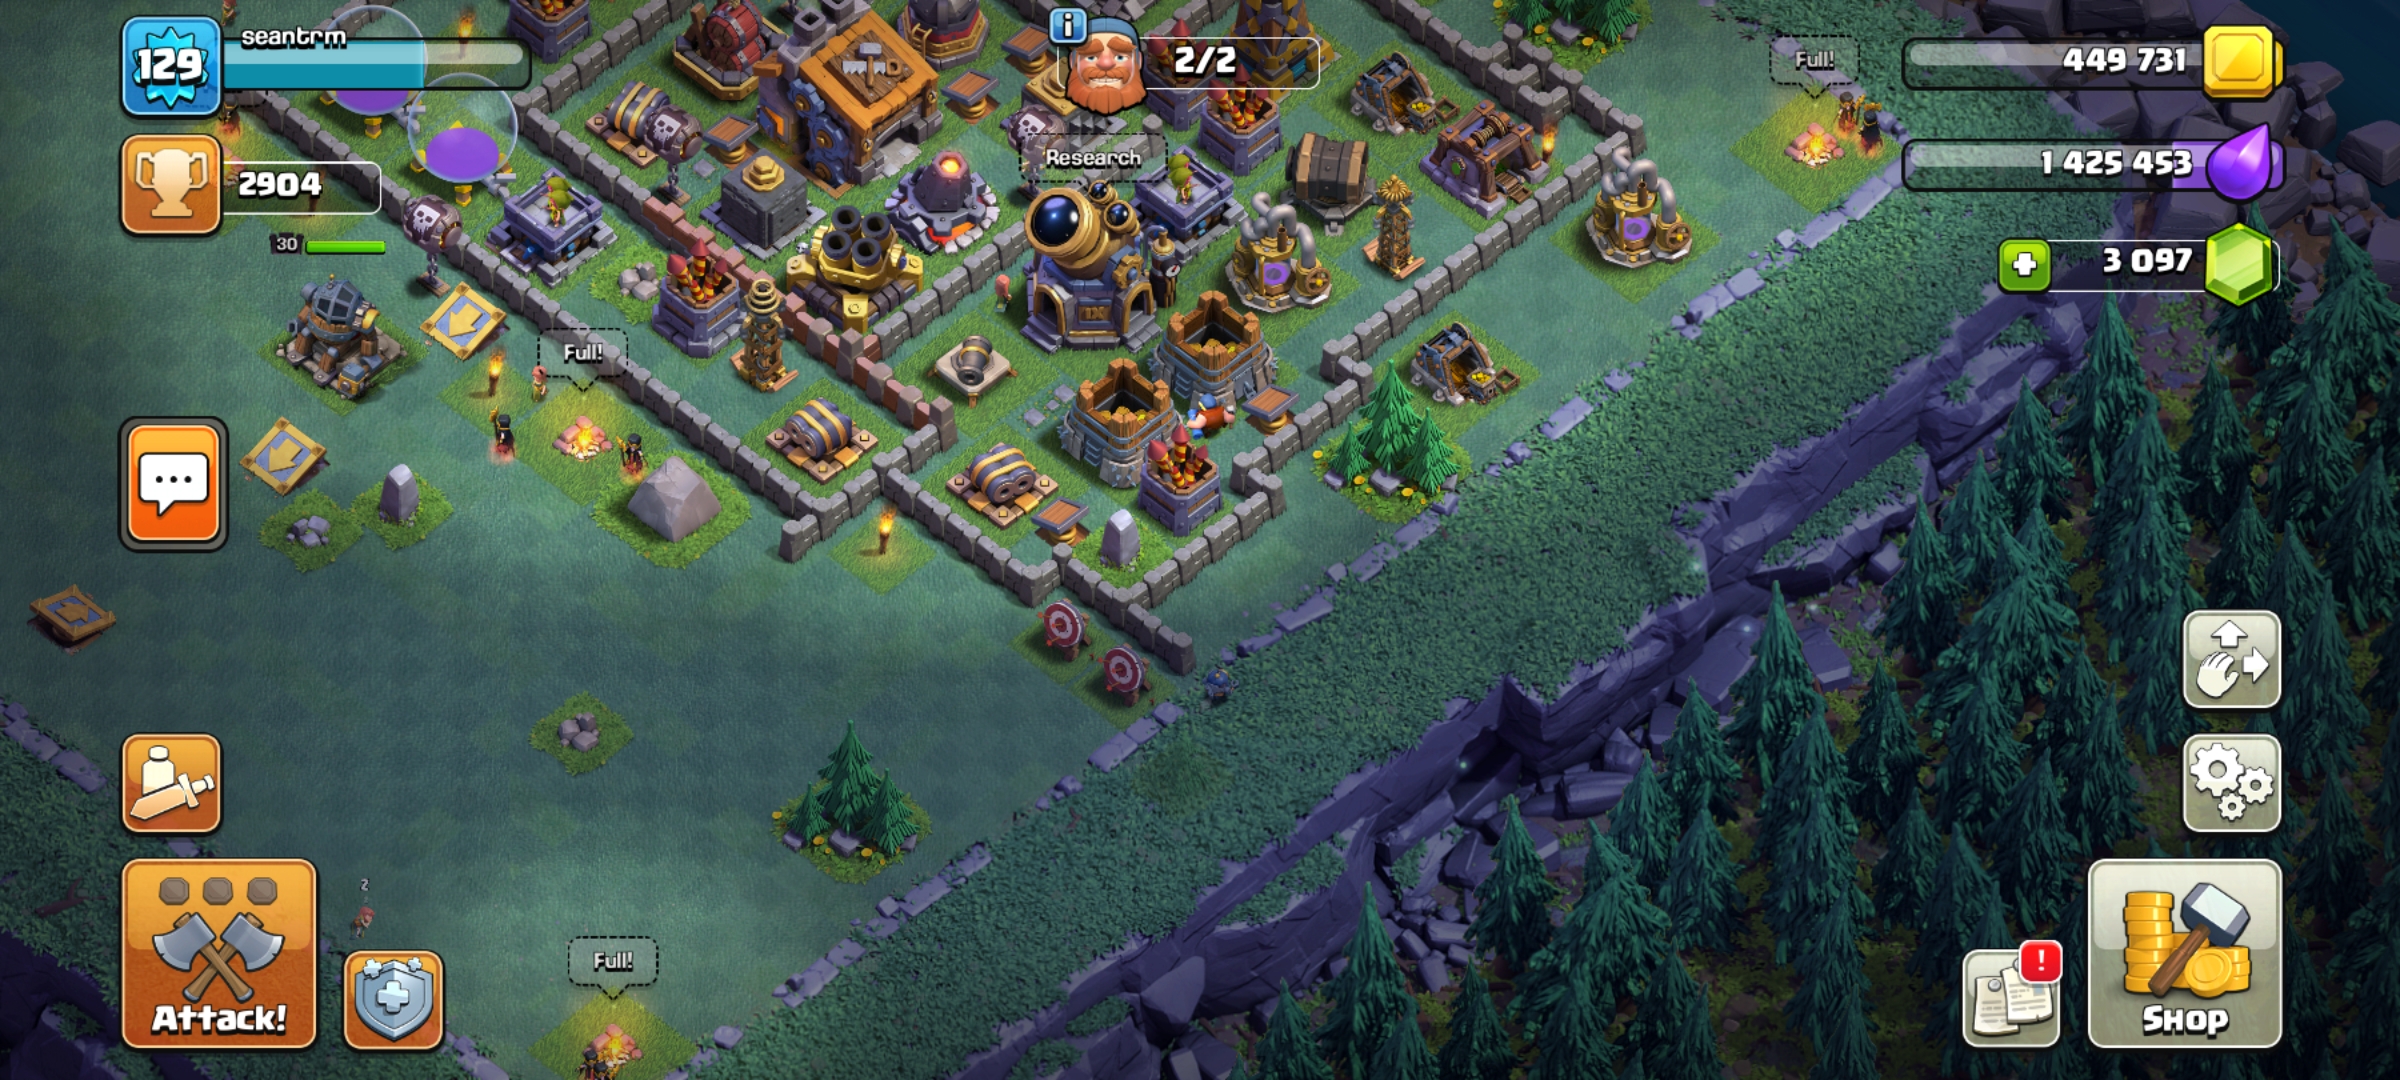 129
seantrm
2/2
Full!
449 731
2904
Research
1 425 453
30
3 097
Full!
2
Full!
Attack!
!
Shop